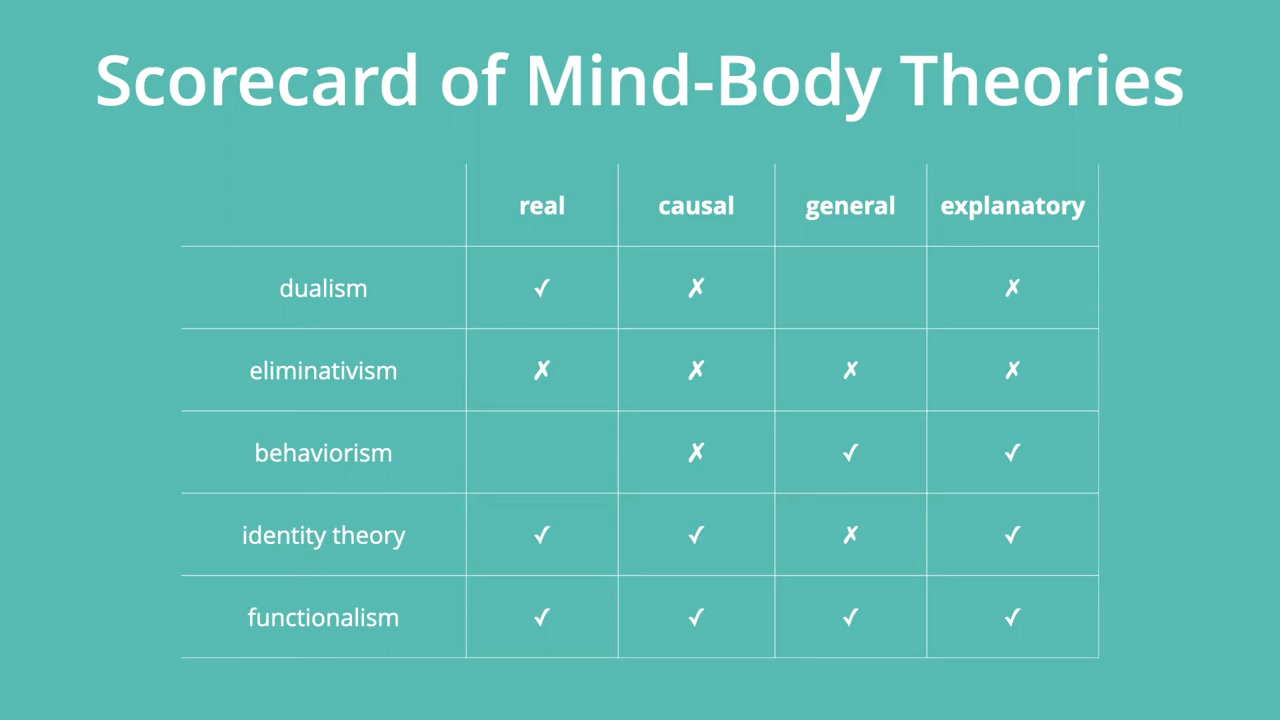 Scorecard of Mind-Body Theories
real causal general explanatory
dualism ✓ ✗ ✗
eliminativism ✗ ✗ ✗ ✗
behaviorism ✗ ✓ ✓
identity theory ✓ ✓ ✗ ✓
functionalism ✓ ✓ ✓ ✓